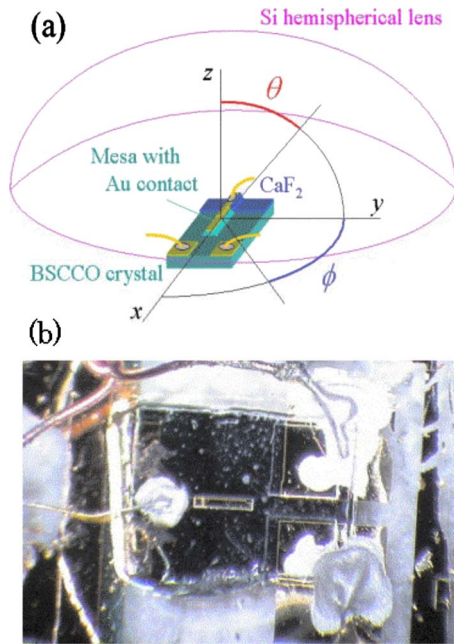 (a)
Si hemispherical lens
z
θ
Mesa with
Au contact
CaF₂
y
BSCCO crystal
ϕ
x
(b)